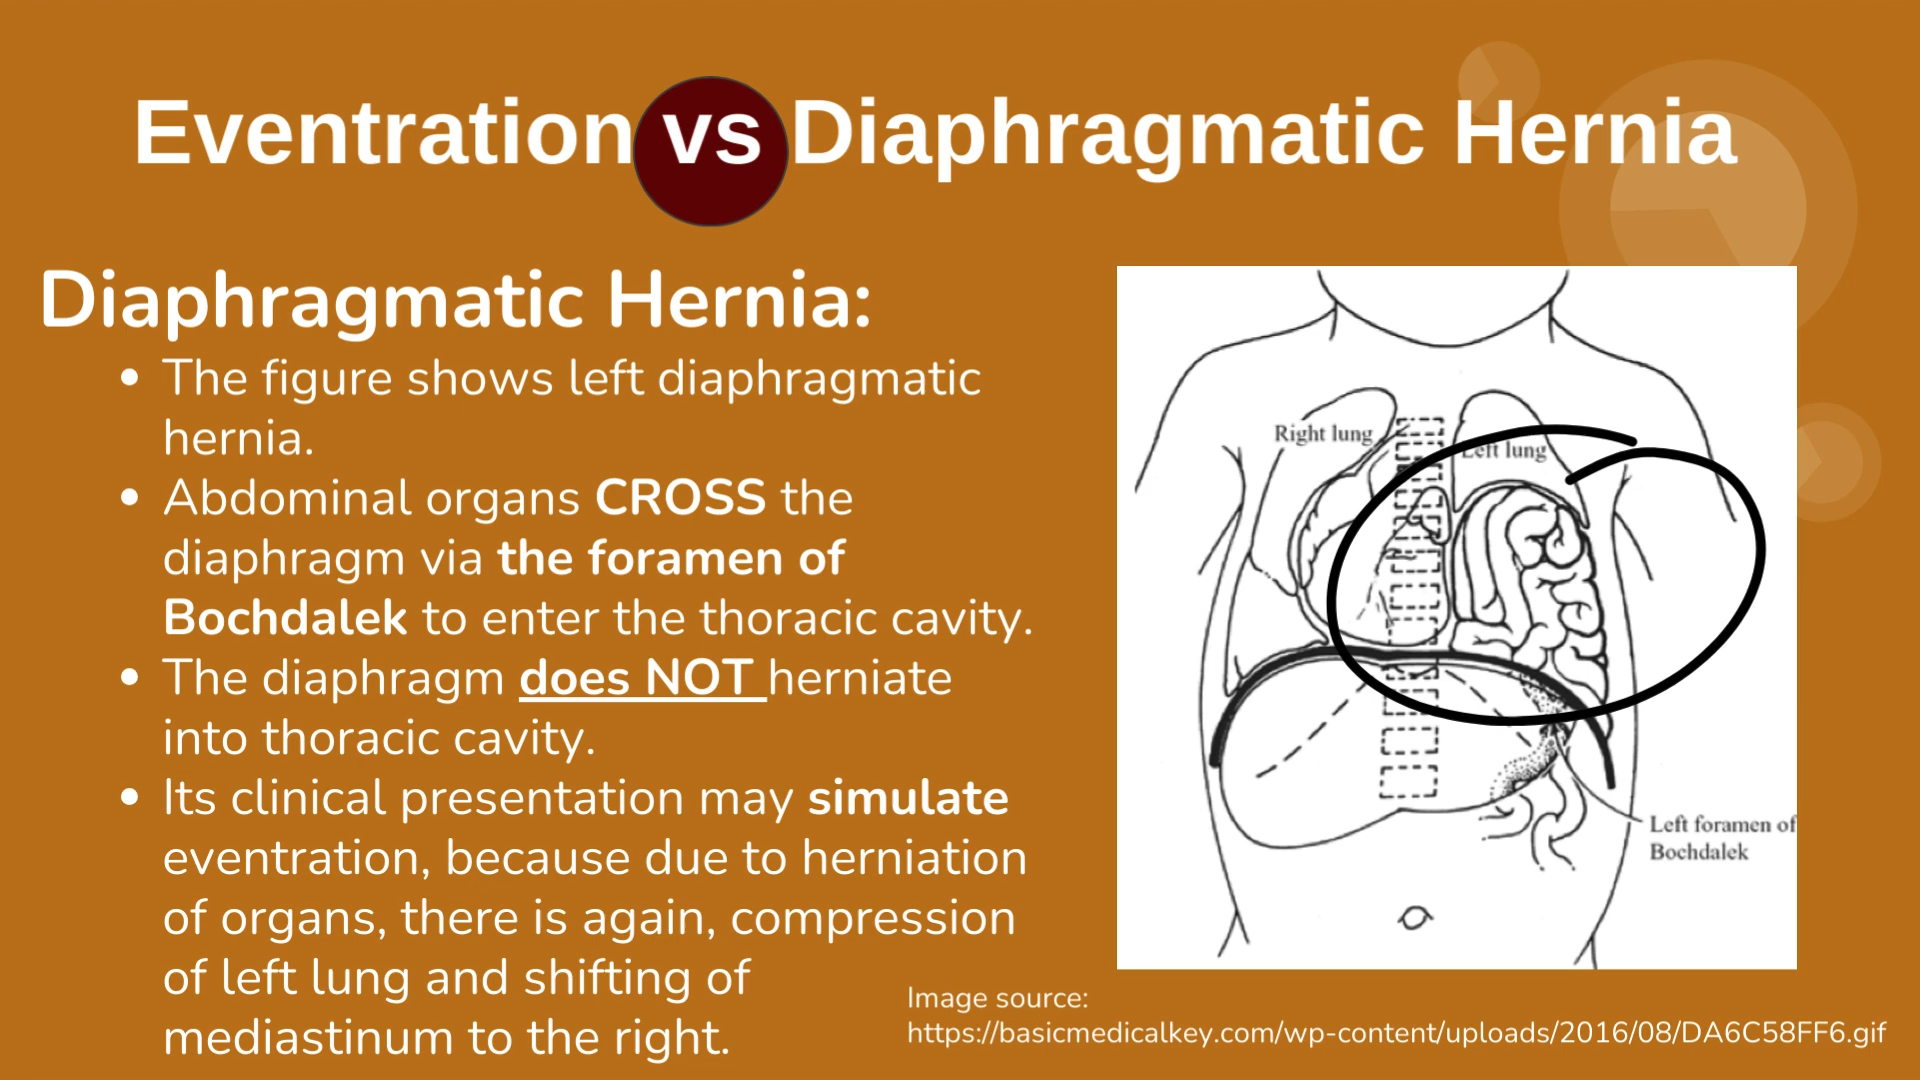 Eventration vs Diaphragmatic Hernia
Diaphragmatic Hernia:
• The figure shows left diaphragmatic
hernia.
• Abdominal organs CROSS the
diaphragm via the foramen of
Bochdalek to enter the thoracic cavity.
• The diaphragm does NOT herniate
into thoracic cavity.
• Its clinical presentation may simulate
eventration, because due to herniation
of organs, there is again, compression
of left lung and shifting of
mediastinum to the right.
Right lung
Left lung
Left foramen of
Bochdalek
Image source:
https://basicmedicalkey.com/wp-content/uploads/2016/08/DA6C58FF6.gif